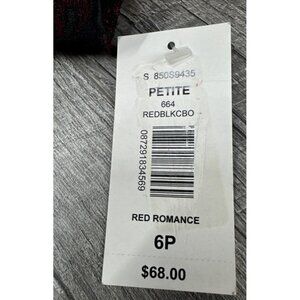 S 850S9435
PETITE
664
REDBLKCBO
087291834569
RED ROMANCE
6P
$68.00